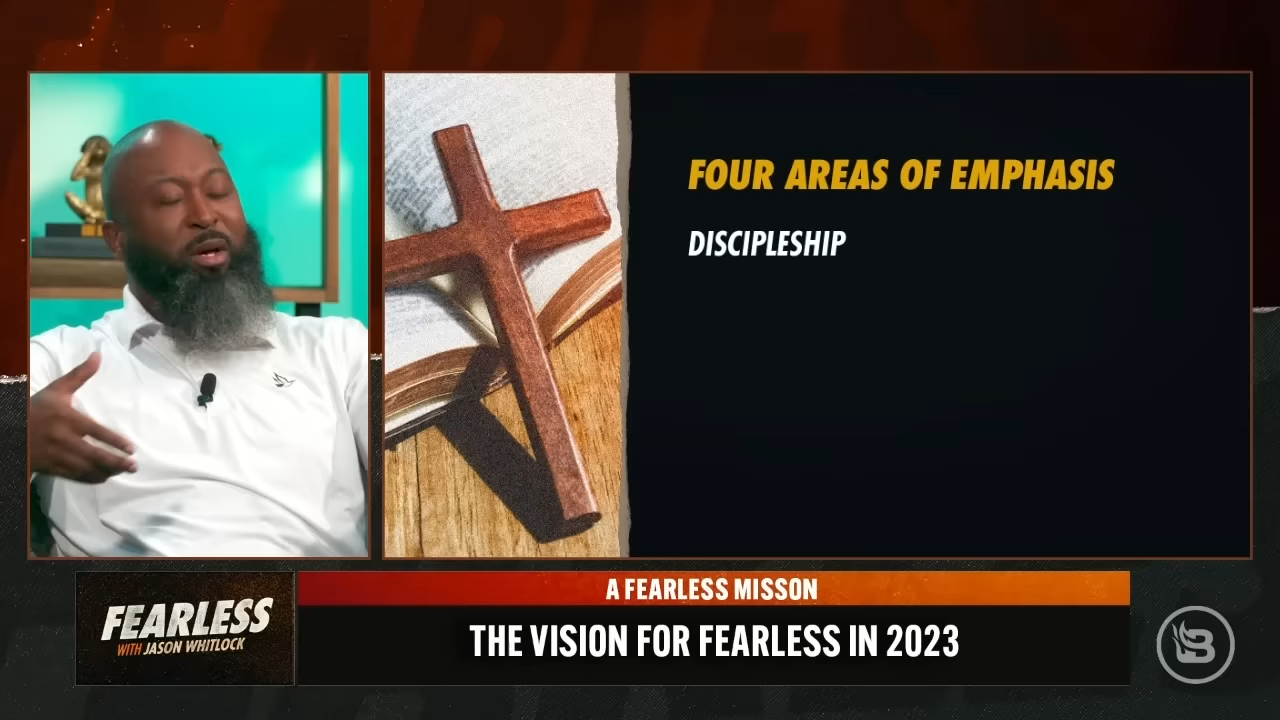 FOUR AREAS OF EMPHASIS
DISCIPLESHIP
A FEARLESS MISSON
FEARLESS
WITH JASON WHITLOCK
THE VISION FOR FEARLESS IN 2023
B